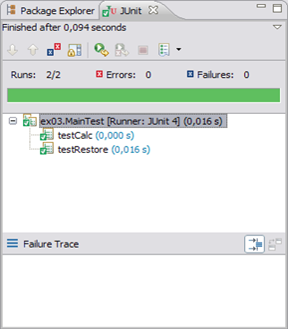 Package Explorer JUnit
Finished after 0,094 seconds
Runs: 2/2 Errors: 0 Failures: 0
ex03.MainTest [Runner: JUnit 4] (0,016 s)
testCalc (0,000 s)
testRestore (0,016 s)
Failure Trace